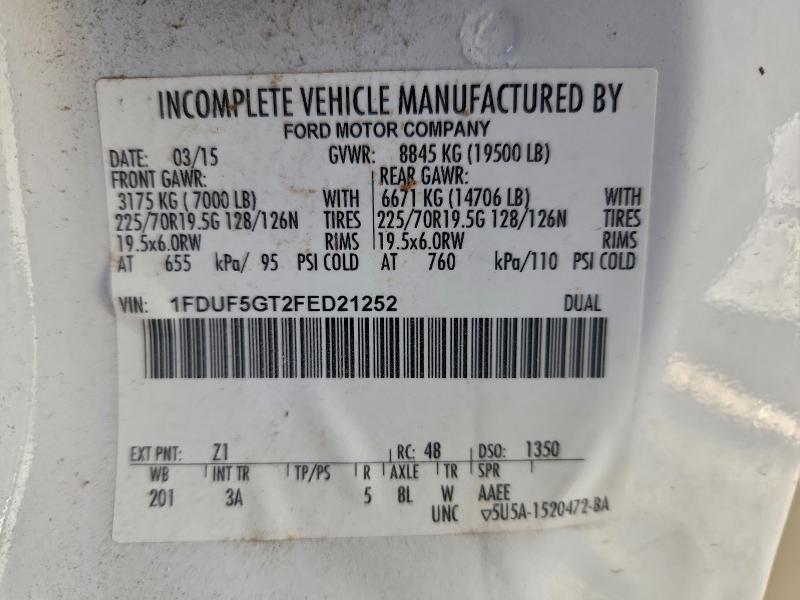 INCOMPLETE VEHICLE MANUFACTURED BY
FORD MOTOR COMPANY
DATE: 03/15 GVWR: 8845 KG (19500 LB)
FRONT GAWR: REAR GAWR:
3175 KG ( 7000 LB) WITH 6671 KG (14706 LB) WITH
225/70R19.5G 128/126N TIRES 225/70R19.5G 128/126N TIRES
19.5x6.0RW RIMS 19.5x6.0RW RIMS
AT 655 kPa/ 95 PSI COLD AT 760 kPa/110 PSI COLD
VIN: 1FDUF5GT2FED21252 DUAL
EXT PNT: Z1 RC: 48 DSO: 1350
WB INT TR TP/PS R AXLE TR SPR
201 3A 5 8L W AAEE
UNC ▽5U5A-1520472-BA